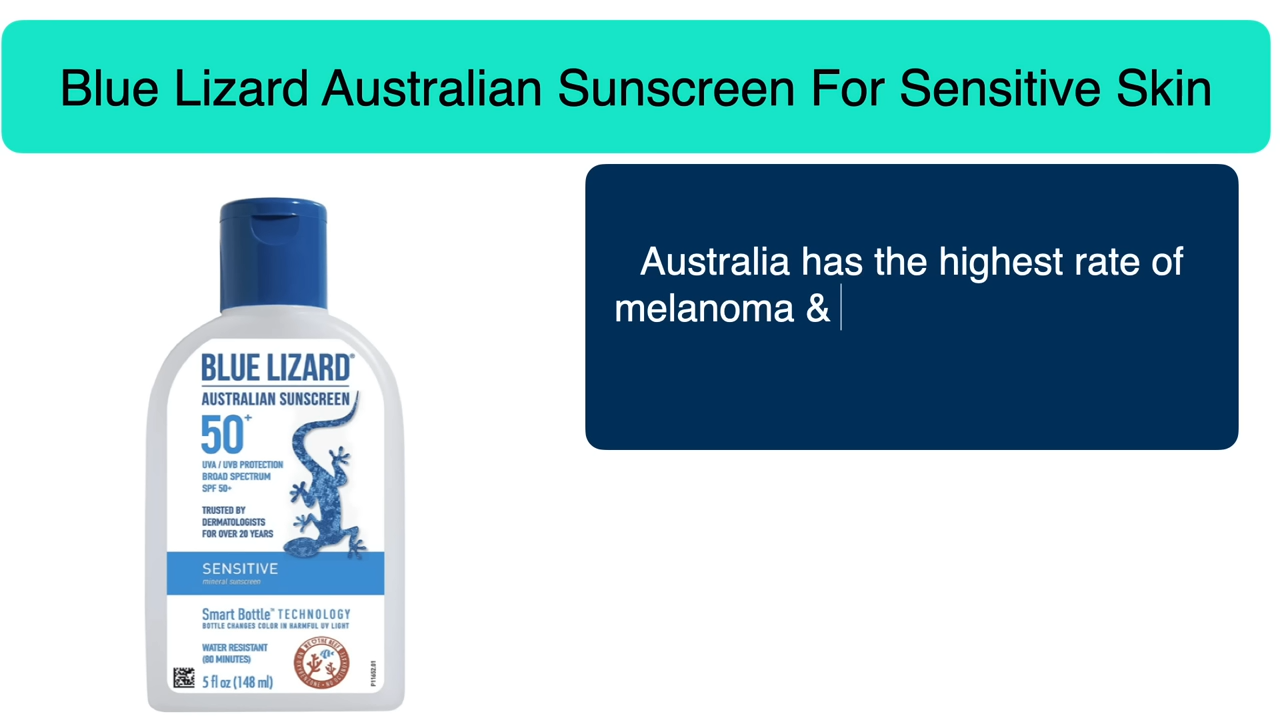 Blue Lizard Australian Sunscreen For Sensitive Skin
Australia has the highest rate of
melanoma &
BLUE LIZARD®
AUSTRALIAN SUNSCREEN
50+
UVA / UVB PROTECTION
BROAD SPECTRUM
SPF 50+
TRUSTED BY
DERMATOLOGISTS
FOR OVER 20 YEARS
SENSITIVE
mineral sunscreen
Smart Bottle™ TECHNOLOGY
BOTTLE CHANGES COLOR IN HARMFUL UV LIGHT
WATER RESISTANT
(80 MINUTES)
5 fl oz (148 ml)